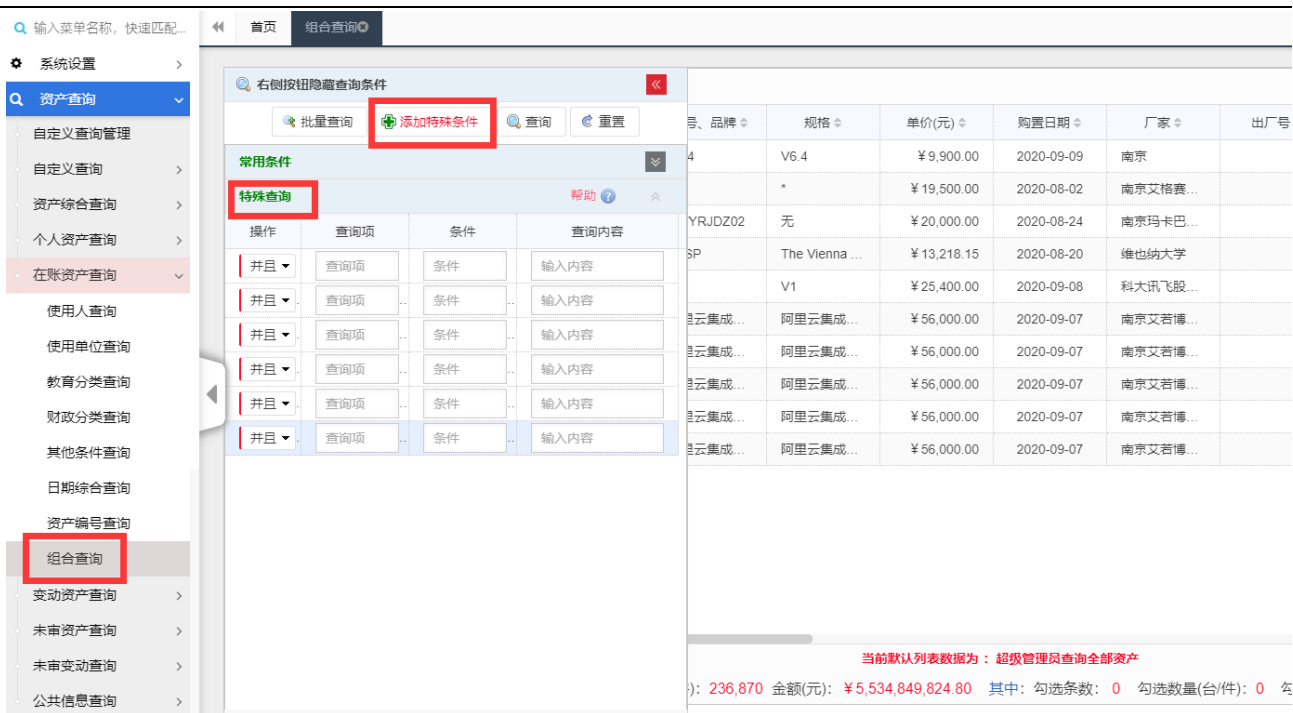 输入菜单名称，快速匹配...
首页
组合查询
系统设置
资产查询
自定义查询管理
自定义查询
资产综合查询
个人资产查询
在账资产查询
使用人查询
使用单位查询
教育分类查询
财政分类查询
其他条件查询
日期综合查询
资产编号查询
组合查询
变动资产查询
未审资产查询
未审变动查询
公共信息查询
右侧按钮隐藏查询条件
批量查询 添加特殊条件 查询 重置
常用条件
特殊查询 帮助
操作 查询项 条件 查询内容
并且 查询项 条件 输入内容
并且 查询项 .. 条件 .. 输入内容
并且 查询项 .. 条件 .. 输入内容
并且 查询项 .. 条件 .. 输入内容
并且 查询项 .. 条件 .. 输入内容
并且 查询项 .. 条件 .. 输入内容
号、品牌 规格 单价(元) 购置日期 厂家 出厂号
4 V6.4 ¥9,900.00 2020-09-09 南京
* ¥19,500.00 2020-08-02 南京艾格赛...
YRJDZ02 无 ¥20,000.00 2020-08-24 南京玛卡巴...
SP The Vienna ... ¥13,218.15 2020-08-20 维也纳大学
V1 ¥25,400.00 2020-09-08 科大讯飞股...
里云集成... 阿里云集成... ¥56,000.00 2020-09-07 南京艾若博...
里云集成... 阿里云集成... ¥56,000.00 2020-09-07 南京艾若博...
里云集成... 阿里云集成... ¥56,000.00 2020-09-07 南京艾若博...
里云集成... 阿里云集成... ¥56,000.00 2020-09-07 南京艾若博...
里云集成... 阿里云集成... ¥56,000.00 2020-09-07 南京艾若博...
当前默认列表数据为： 超级管理员查询全部资产
): 236,870 金额(元): ¥5,534,849,824.80 其中: 勾选条数: 0 勾选数量(台/件): 0 勾